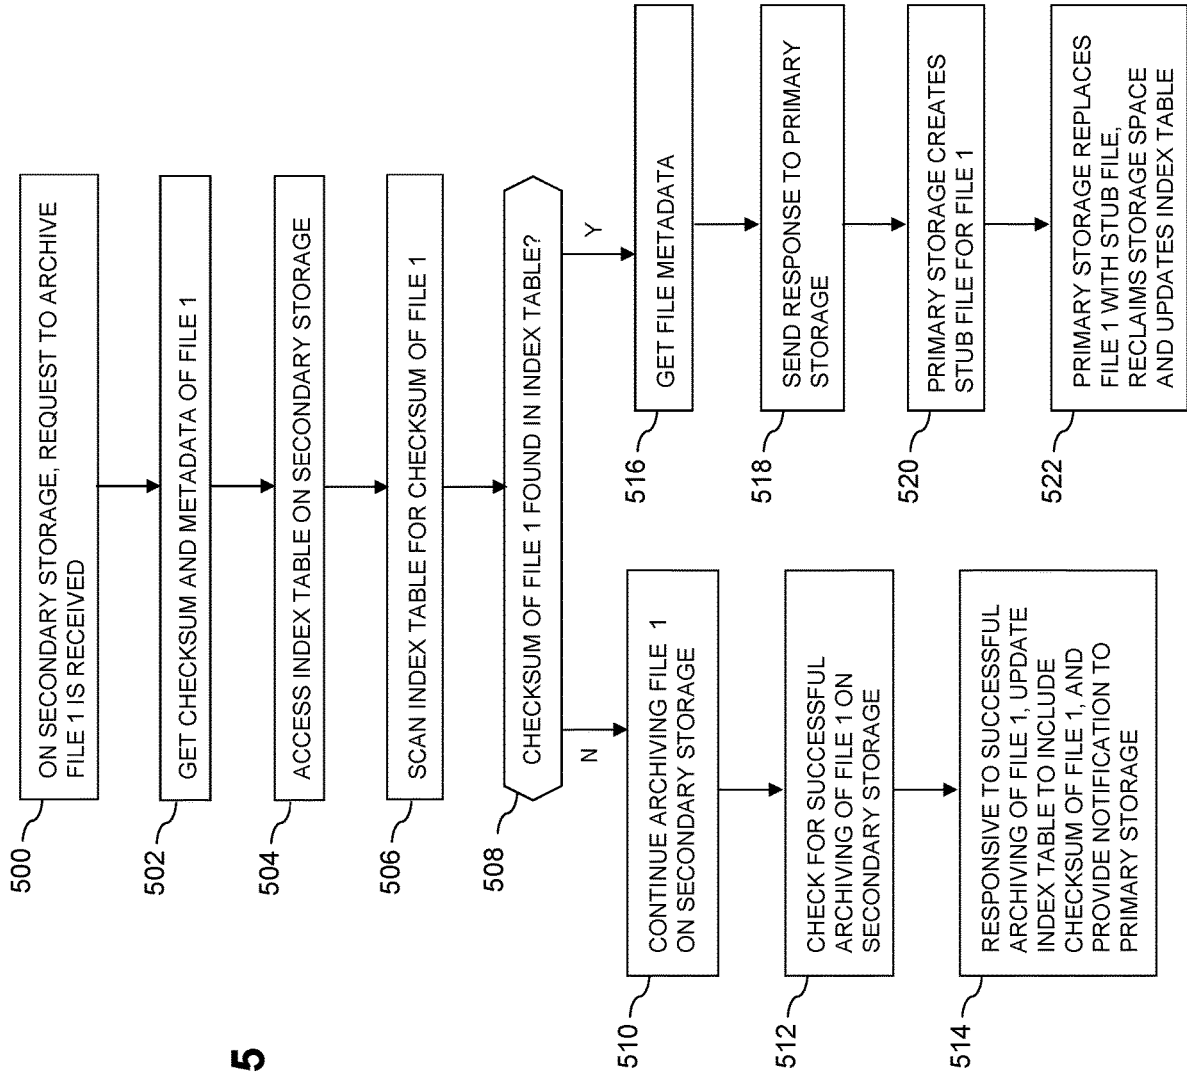 500
ON SECONDARY STORAGE, REQUEST TO ARCHIVE
FILE 1 IS RECEIVED
502
GET CHECKSUM AND METADATA OF FILE 1
504
ACCESS INDEX TABLE ON SECONDARY STORAGE
506
SCAN INDEX TABLE FOR CHECKSUM OF FILE 1
508
CHECKSUM OF FILE 1 FOUND IN INDEX TABLE?
N
Y
510
CONTINUE ARCHIVING FILE 1
ON SECONDARY STORAGE
512
CHECK FOR SUCCESSFUL
ARCHIVING OF FILE 1 ON
SECONDARY STORAGE
514
RESPONSIVE TO SUCCESSFUL
ARCHIVING OF FILE 1, UPDATE
INDEX TABLE TO INCLUDE
CHECKSUM OF FILE 1, AND
PROVIDE NOTIFICATION TO
PRIMARY STORAGE
516
GET FILE METADATA
518
SEND RESPONSE TO PRIMARY
STORAGE
520
PRIMARY STORAGE CREATES
STUB FILE FOR FILE 1
522
PRIMARY STORAGE REPLACES
FILE 1 WITH STUB FILE,
RECLAIMS STORAGE SPACE
AND UPDATES INDEX TABLE
5